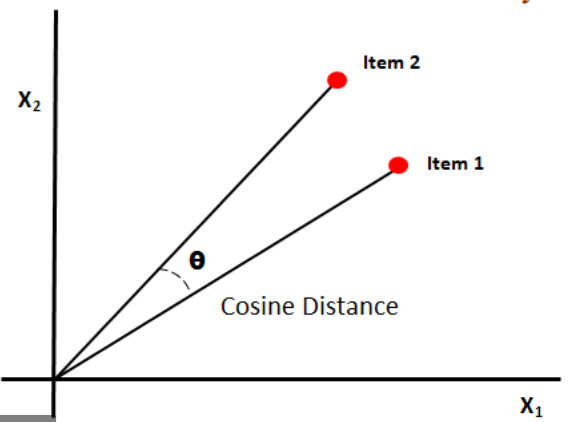 Item 2
X₂
Item 1
θ
Cosine Distance
X₁